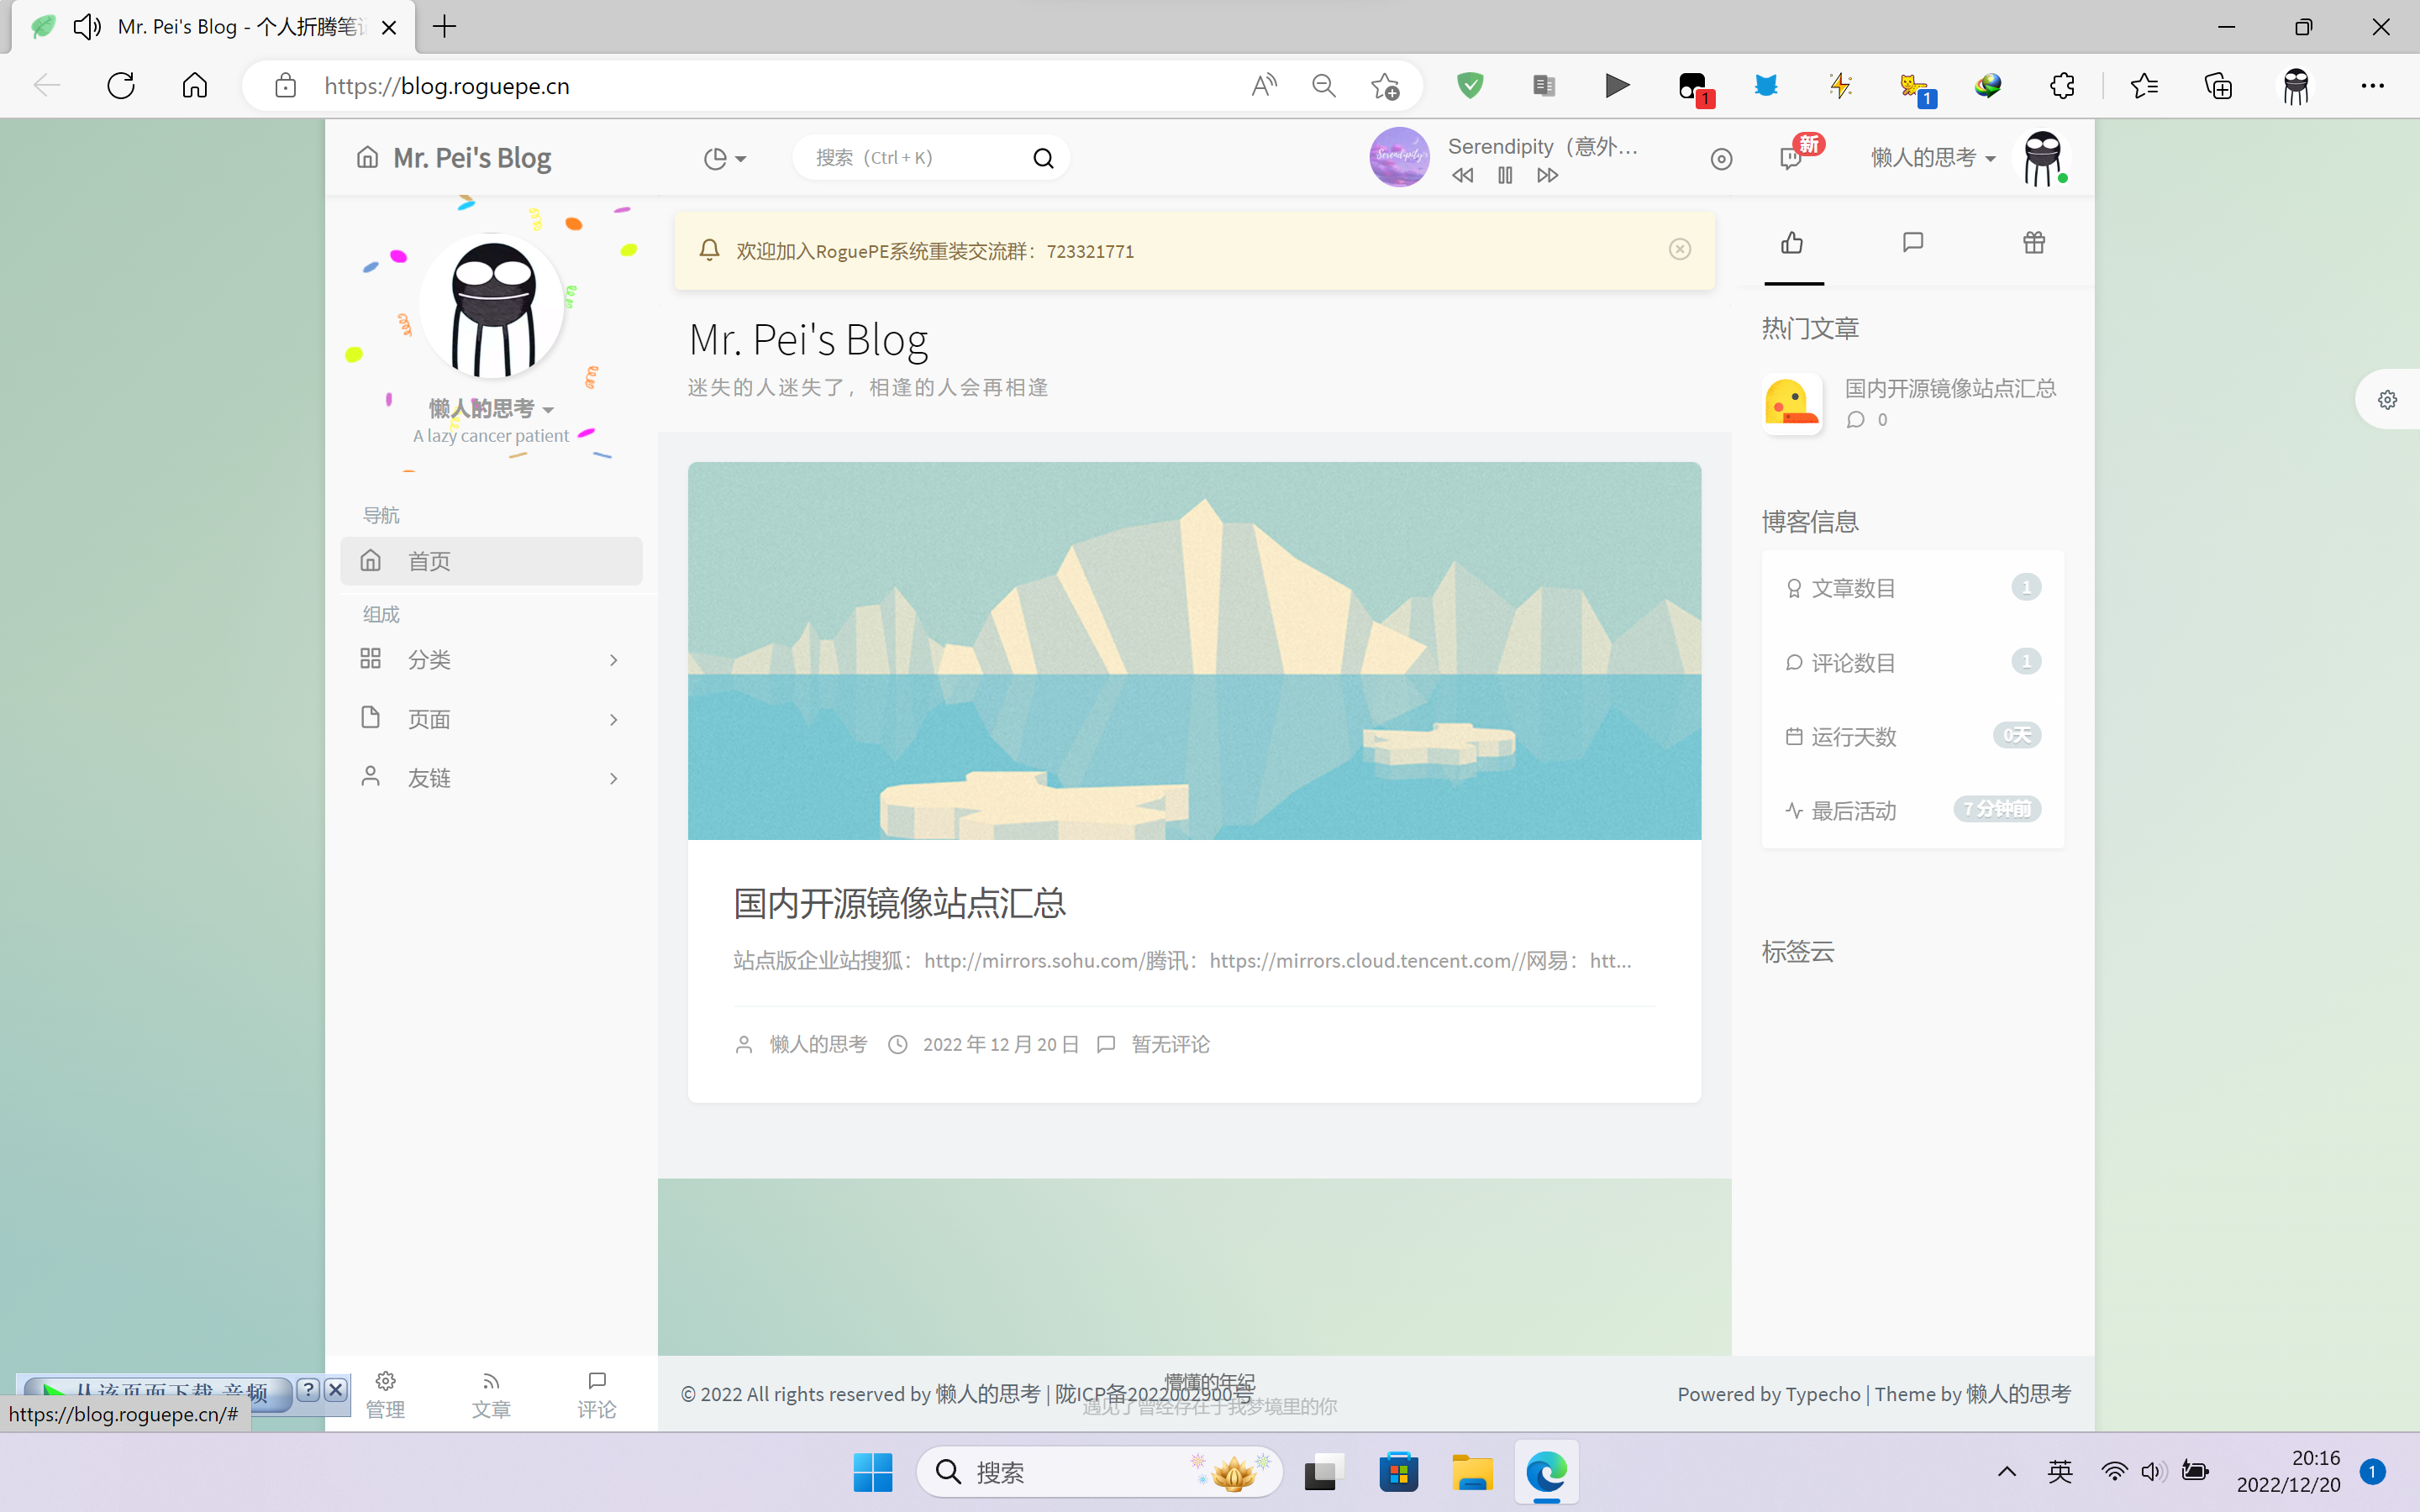 Mr. Pei's Blog - 个人折腾笔
https://blog.roguepe.cn
1
1
Mr. Pei's Blog
搜索（Ctrl + K）
Serendipity
Serendipity（意外…
新
懒人的思考
懒人的思考
A lazy cancer patient
导航
首页
组成
分类
页面
友链
管理
文章
评论
欢迎加入RoguePE系统重装交流群：723321771
Mr. Pei's Blog
迷失的人迷失了，相逢的人会再相逢
国内开源镜像站点汇总
站点版企业站搜狐：http://mirrors.sohu.com/腾讯：https://mirrors.cloud.tencent.com//网易：htt...
懒人的思考 2022 年 12 月 20 日 暂无评论
热门文章
国内开源镜像站点汇总
0
博客信息
文章数目 1
评论数目 1
运行天数 0天
最后活动 7 分钟前
标签云
© 2022 All rights reserved by 懒人的思考 | 陇ICP备2022002900号
懵懂的年纪
遇见了曾经存在于我梦境里的你
Powered by Typecho | Theme by 懒人的思考
从该页面下载 音频 ?
https://blog.roguepe.cn/#
搜索
英
20:16
2022/12/20
1